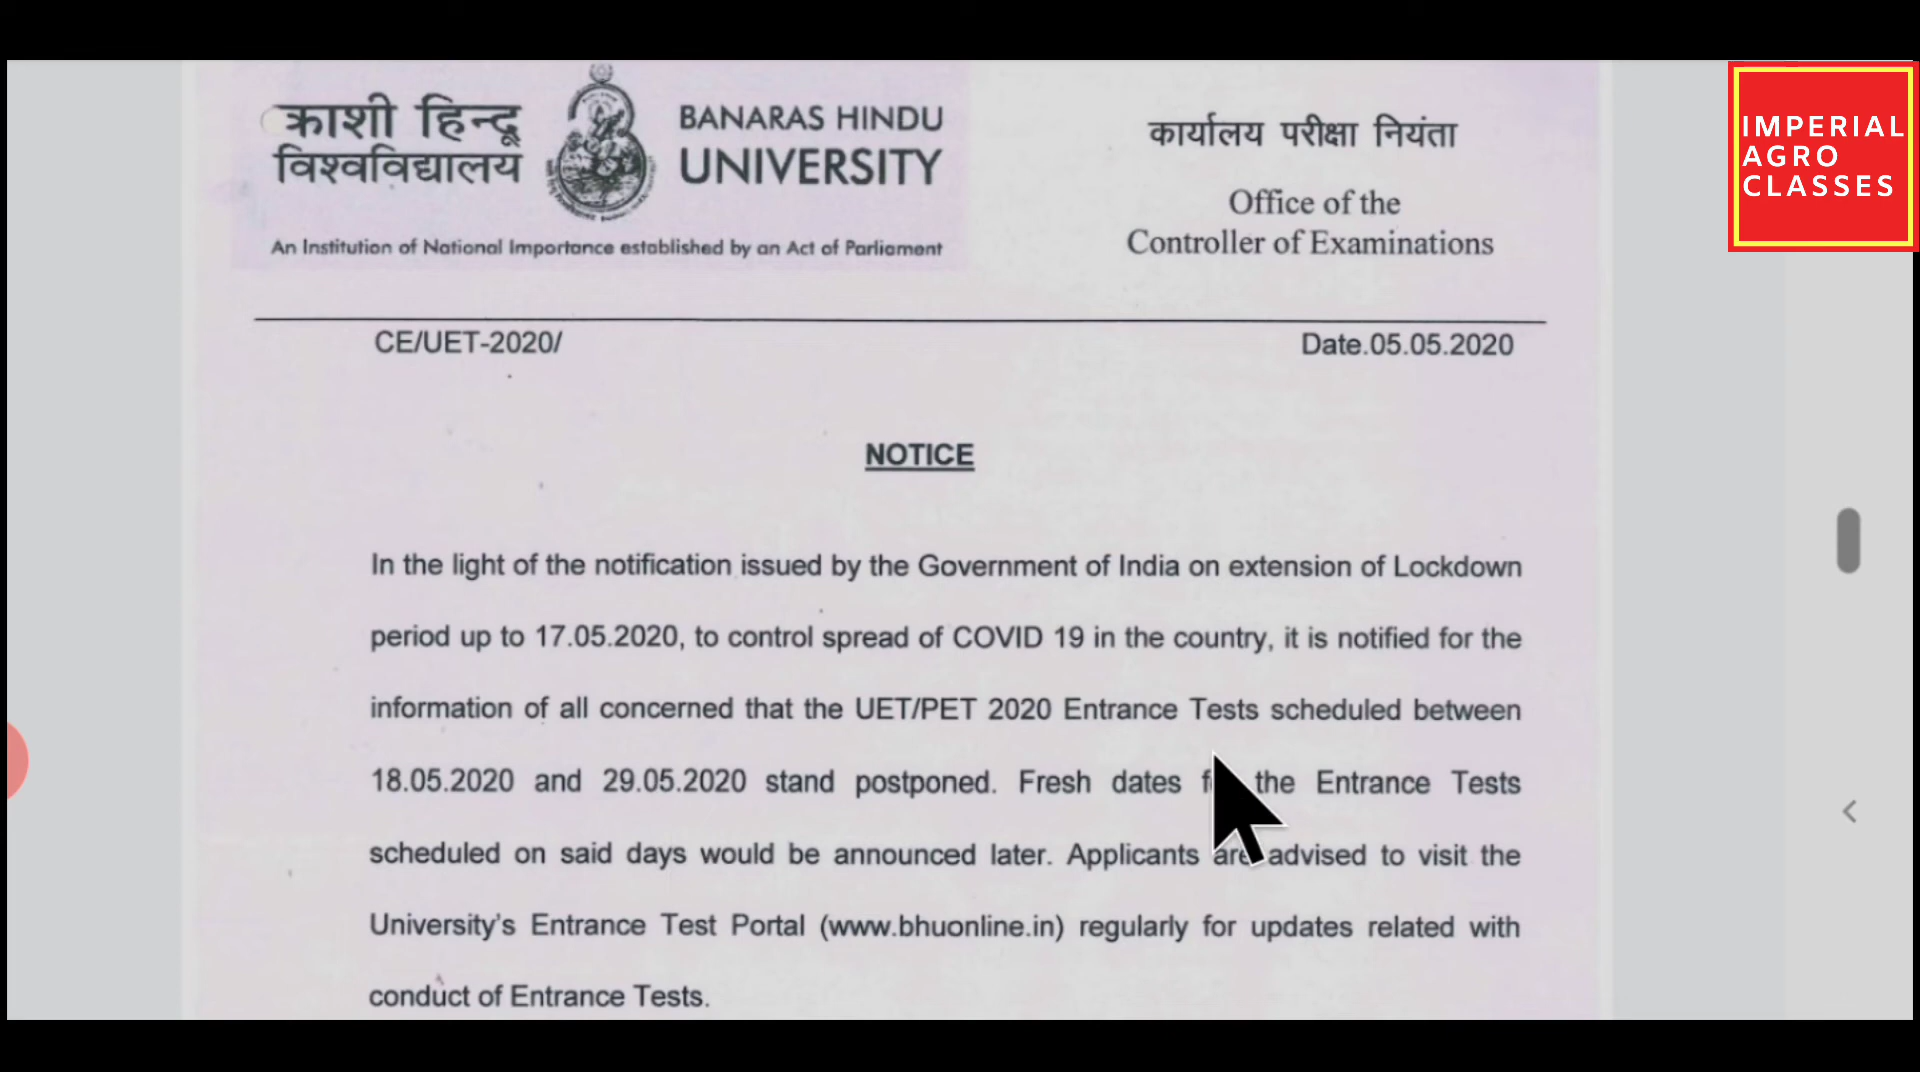 काशी हिन्दू
विश्वविद्यालय
BANARAS HINDU
UNIVERSITY
An Institution of National Importance established by an Act of Parliament
कार्यालय परीक्षा नियंता
Office of the
Controller of Examinations
IMPERIAL
AGRO
CLASSES
CE/UET-2020/
Date.05.05.2020
NOTICE
In the light of the notification issued by the Government of India on extension of Lockdown
period up to 17.05.2020, to control spread of COVID 19 in the country, it is notified for the
information of all concerned that the UET/PET 2020 Entrance Tests scheduled between
18.05.2020 and 29.05.2020 stand postponed. Fresh dates the Entrance Tests
scheduled on said days would be announced later. Applicants are advised to visit the
University's Entrance Test Portal (www.bhuonline.in) regularly for updates related with
conduct of Entrance Tests.